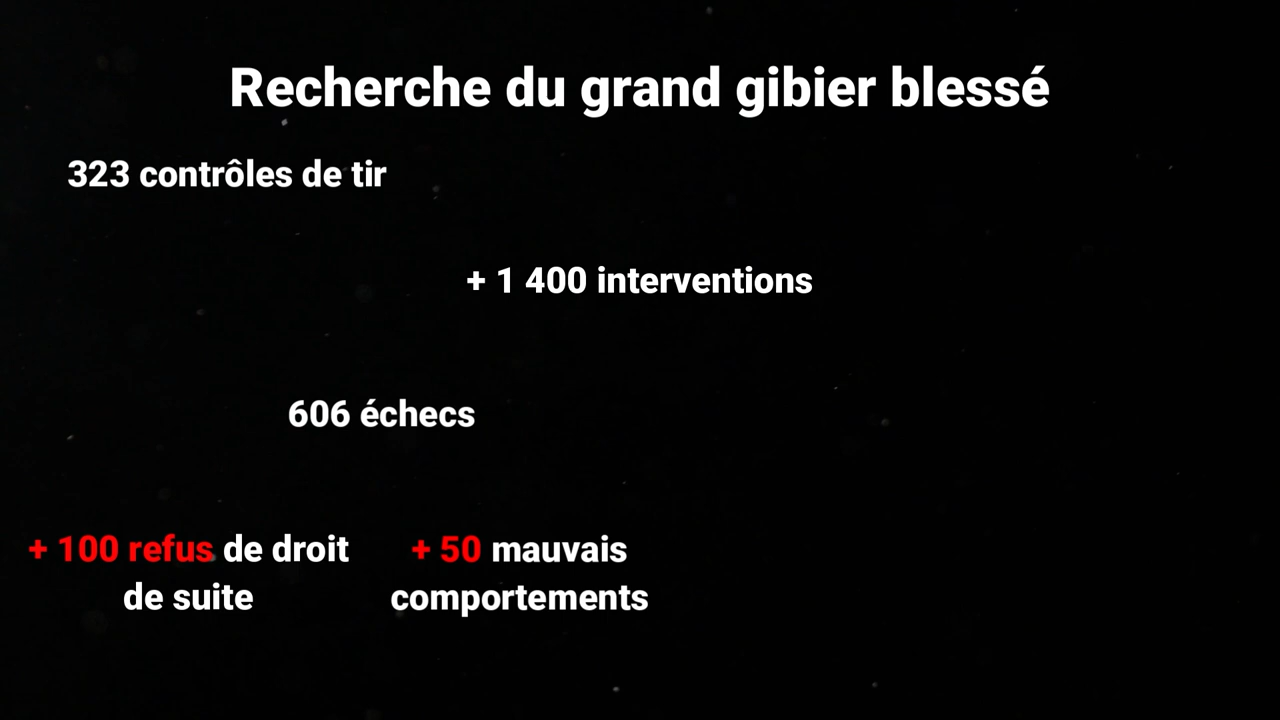 Recherche du grand gibier blessé
323 contrôles de tir
+ 1 400 interventions
606 échecs
+ 100 refus de droit
de suite
+ 50 mauvais
comportements